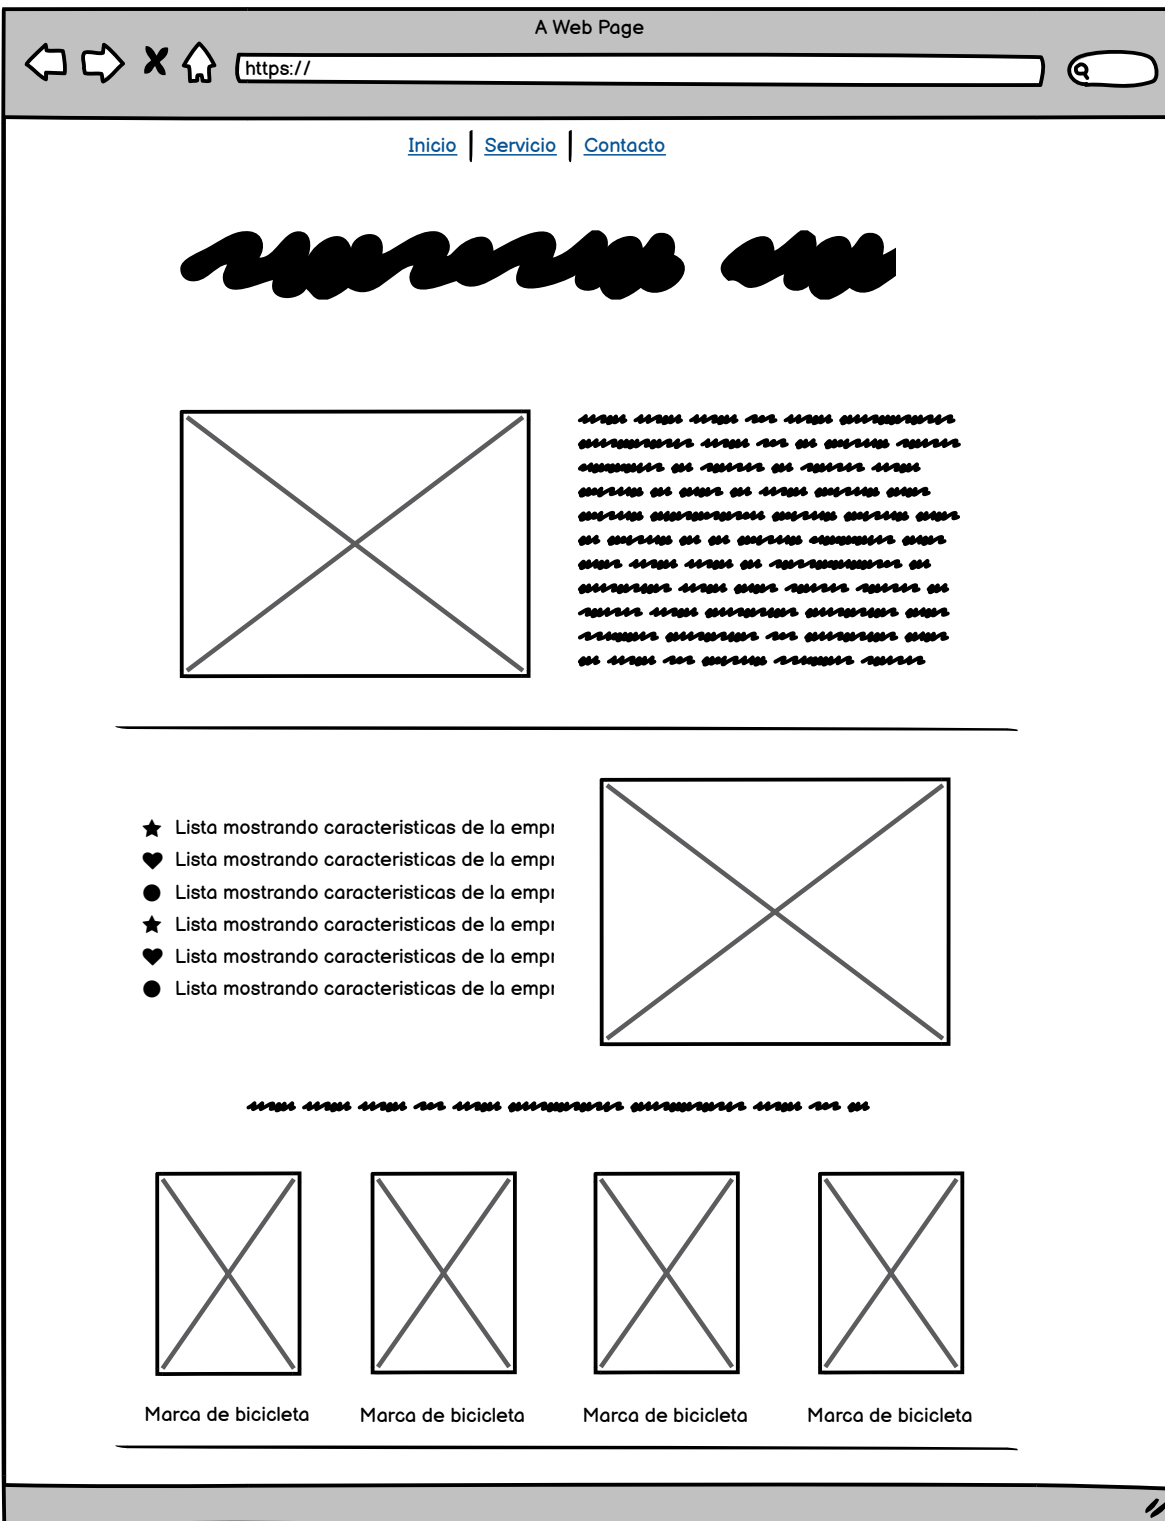 A Web Page
https://
Inicio Servicio Contacto
Lista mostrando caracteristicas de la empr
Lista mostrando caracteristicas de la empr
Lista mostrando caracteristicas de la empr
Lista mostrando caracteristicas de la empr
Lista mostrando caracteristicas de la empr
Lista mostrando caracteristicas de la empr
Marca de bicicleta Marca de bicicleta Marca de bicicleta Marca de bicicleta